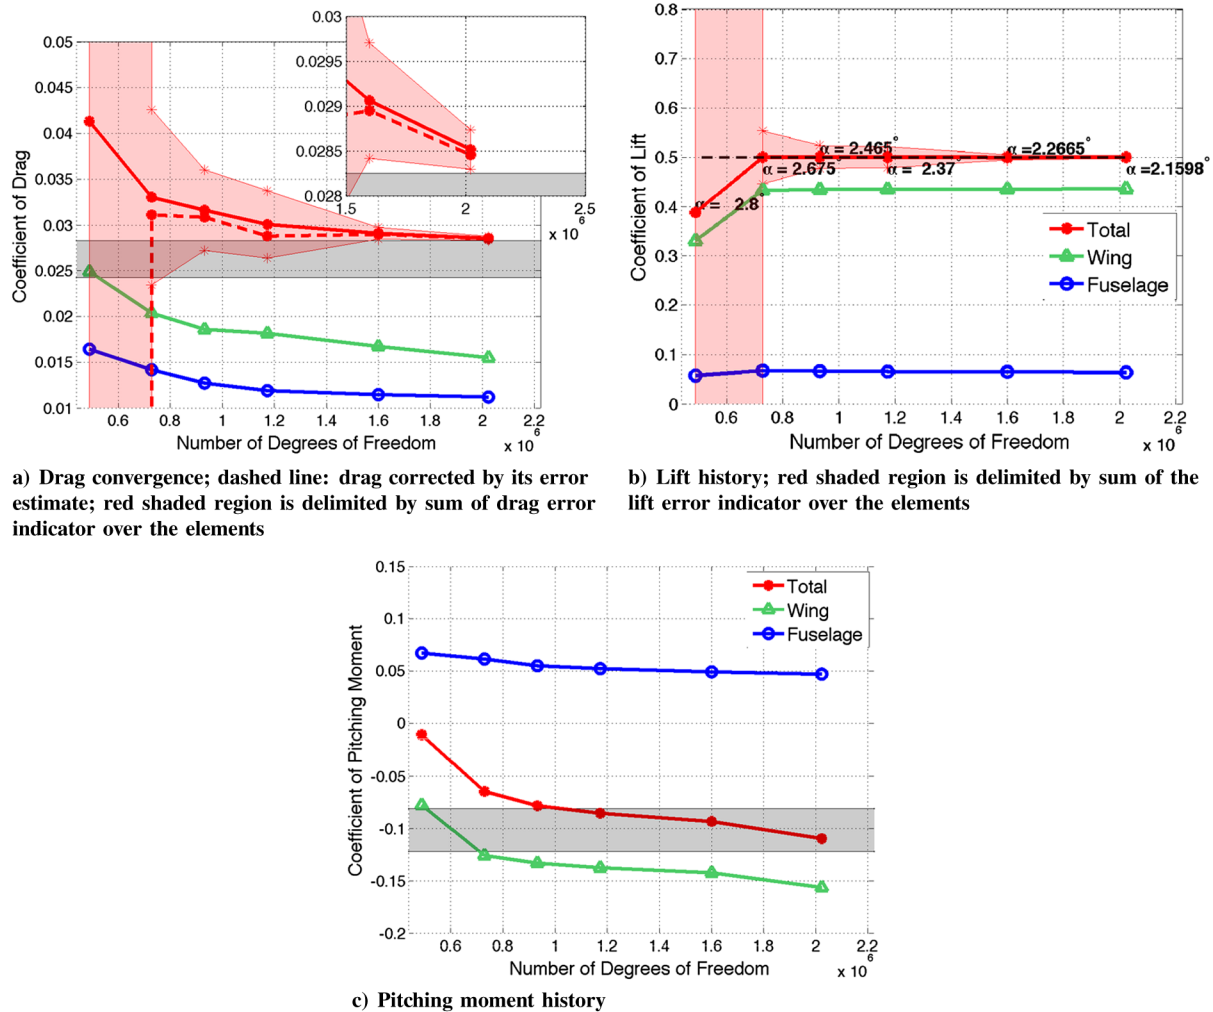 0.05
0.045
0.04
0.035
0.03
0.025
0.02
0.015
0.01
Coefficient of Drag
0.6 0.8 1 1.2 1.4 1.6 1.8 2 2.2
Number of Degrees of Freedom
x 10^6
0.03
0.0295
0.029
0.0285
0.028
1.5 2 2.5
x 10^6
a) Drag convergence; dashed line: drag corrected by its error
estimate; red shaded region is delimited by sum of drag error
indicator over the elements
0.8
0.7
0.6
0.5
0.4
0.3
0.2
0.1
0
Coefficient of Lift
α = 2.8°
α = 2.675°
α = 2.465°
α = 2.37°
α = 2.2665°
α =2.1598°
Total
Wing
Fuselage
0.6 0.8 1 1.2 1.4 1.6 1.8 2 2.2
Number of Degrees of Freedom
x 10^6
b) Lift history; red shaded region is delimited by sum of the
lift error indicator over the elements
0.15
0.1
0.05
0
-0.05
-0.1
-0.15
-0.2
Coefficient of Pitching Moment
Total
Wing
Fuselage
0.6 0.8 1 1.2 1.4 1.6 1.8 2 2.2
Number of Degrees of Freedom
x 10^6
c) Pitching moment history